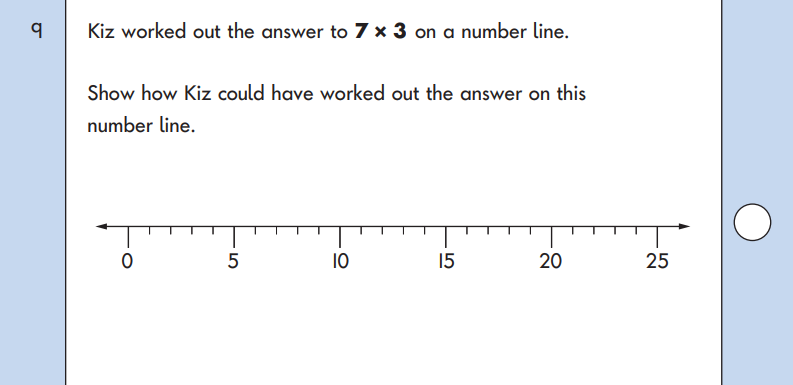 q
Kiz worked out the answer to 7 × 3 on a number line.
Show how Kiz could have worked out the answer on this
number line.
0 5 10 15 20 25